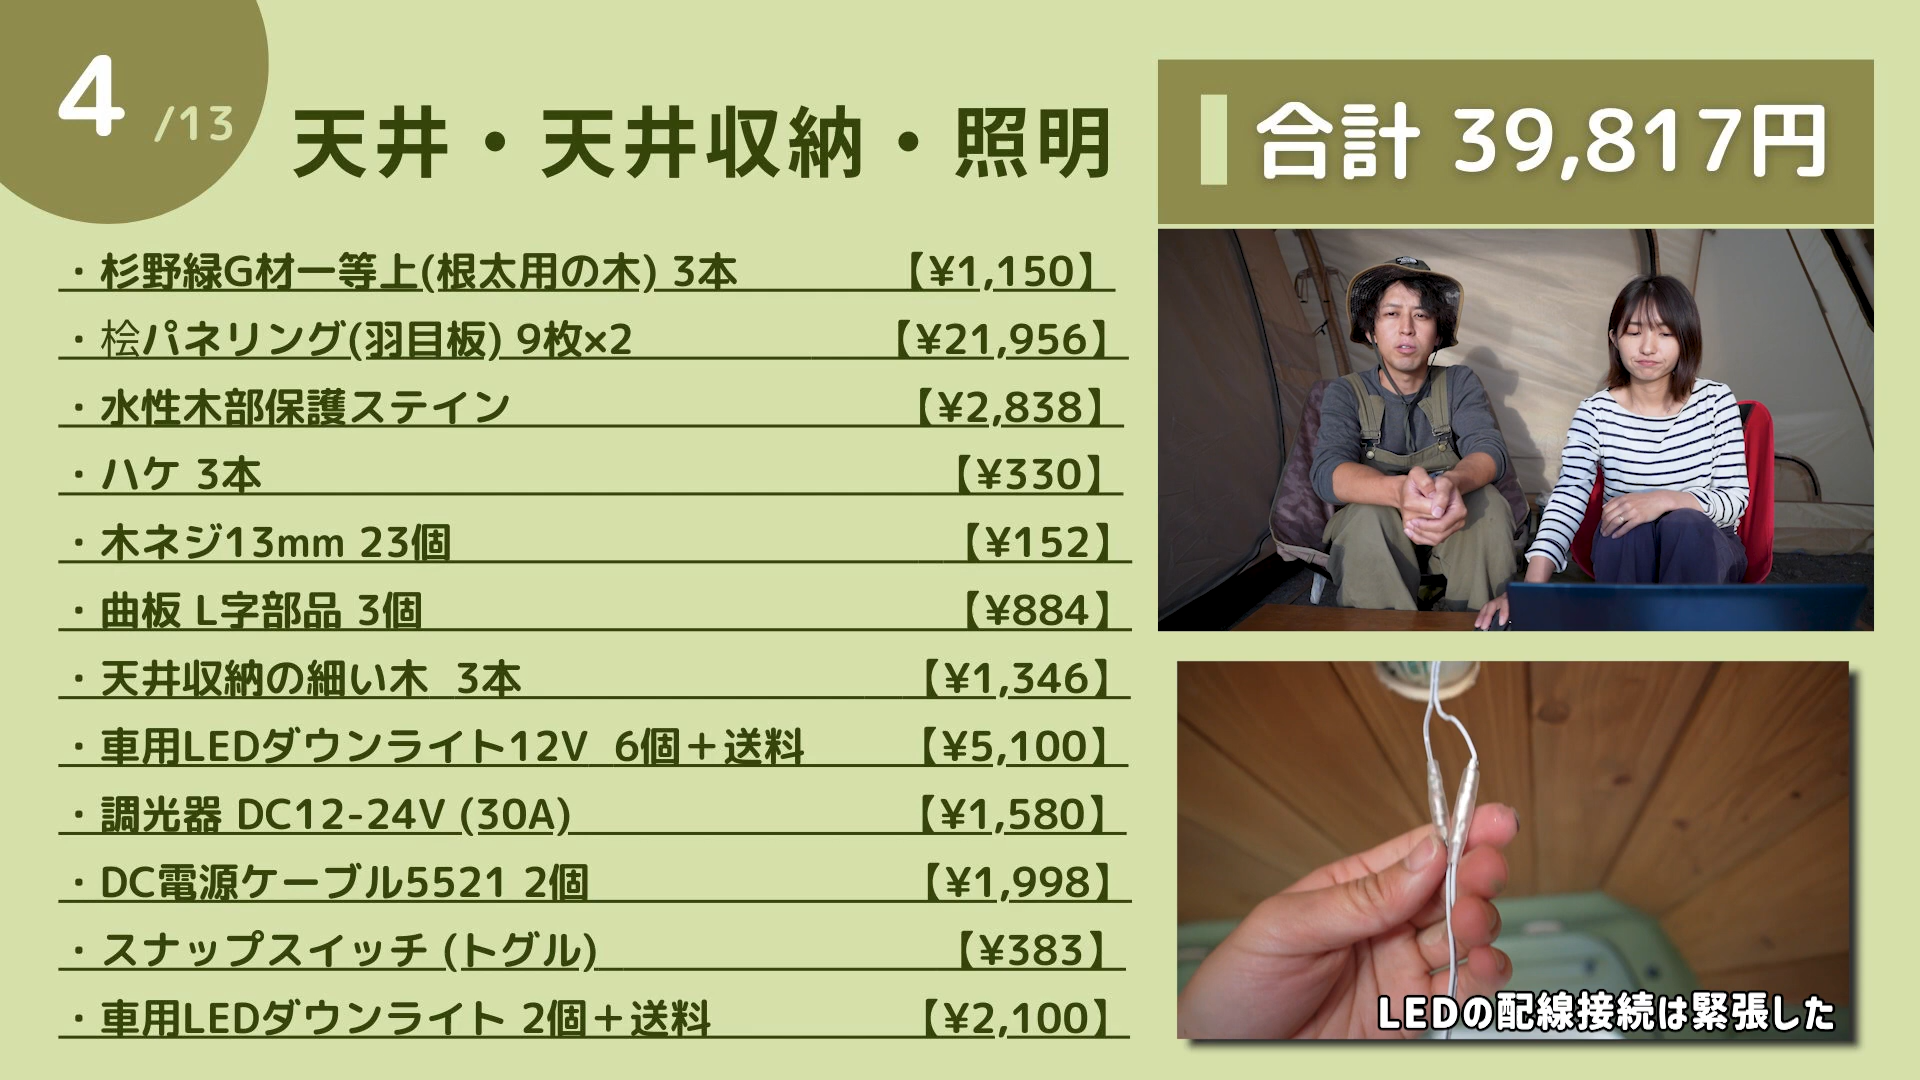 4 /13
天井・天井収納・照明
合計 39,817円
・杉野緑G材一等上(根太用の木) 3本 【¥1,150】
・桧パネリング(羽目板) 9枚×2 【¥21,956】
・水性木部保護ステイン 【¥2,838】
・ハケ 3本 【¥330】
・木ネジ13mm 23個 【¥152】
・曲板 L字部品 3個 【¥884】
・天井収納の細い木 3本 【¥1,346】
・車用LEDダウンライト12V 6個＋送料 【¥5,100】
・調光器 DC12-24V (30A) 【¥1,580】
・DC電源ケーブル5521 2個 【¥1,998】
・スナップスイッチ (トグル) 【¥383】
・車用LEDダウンライト 2個＋送料 【¥2,100】
LEDの配線接続は緊張した